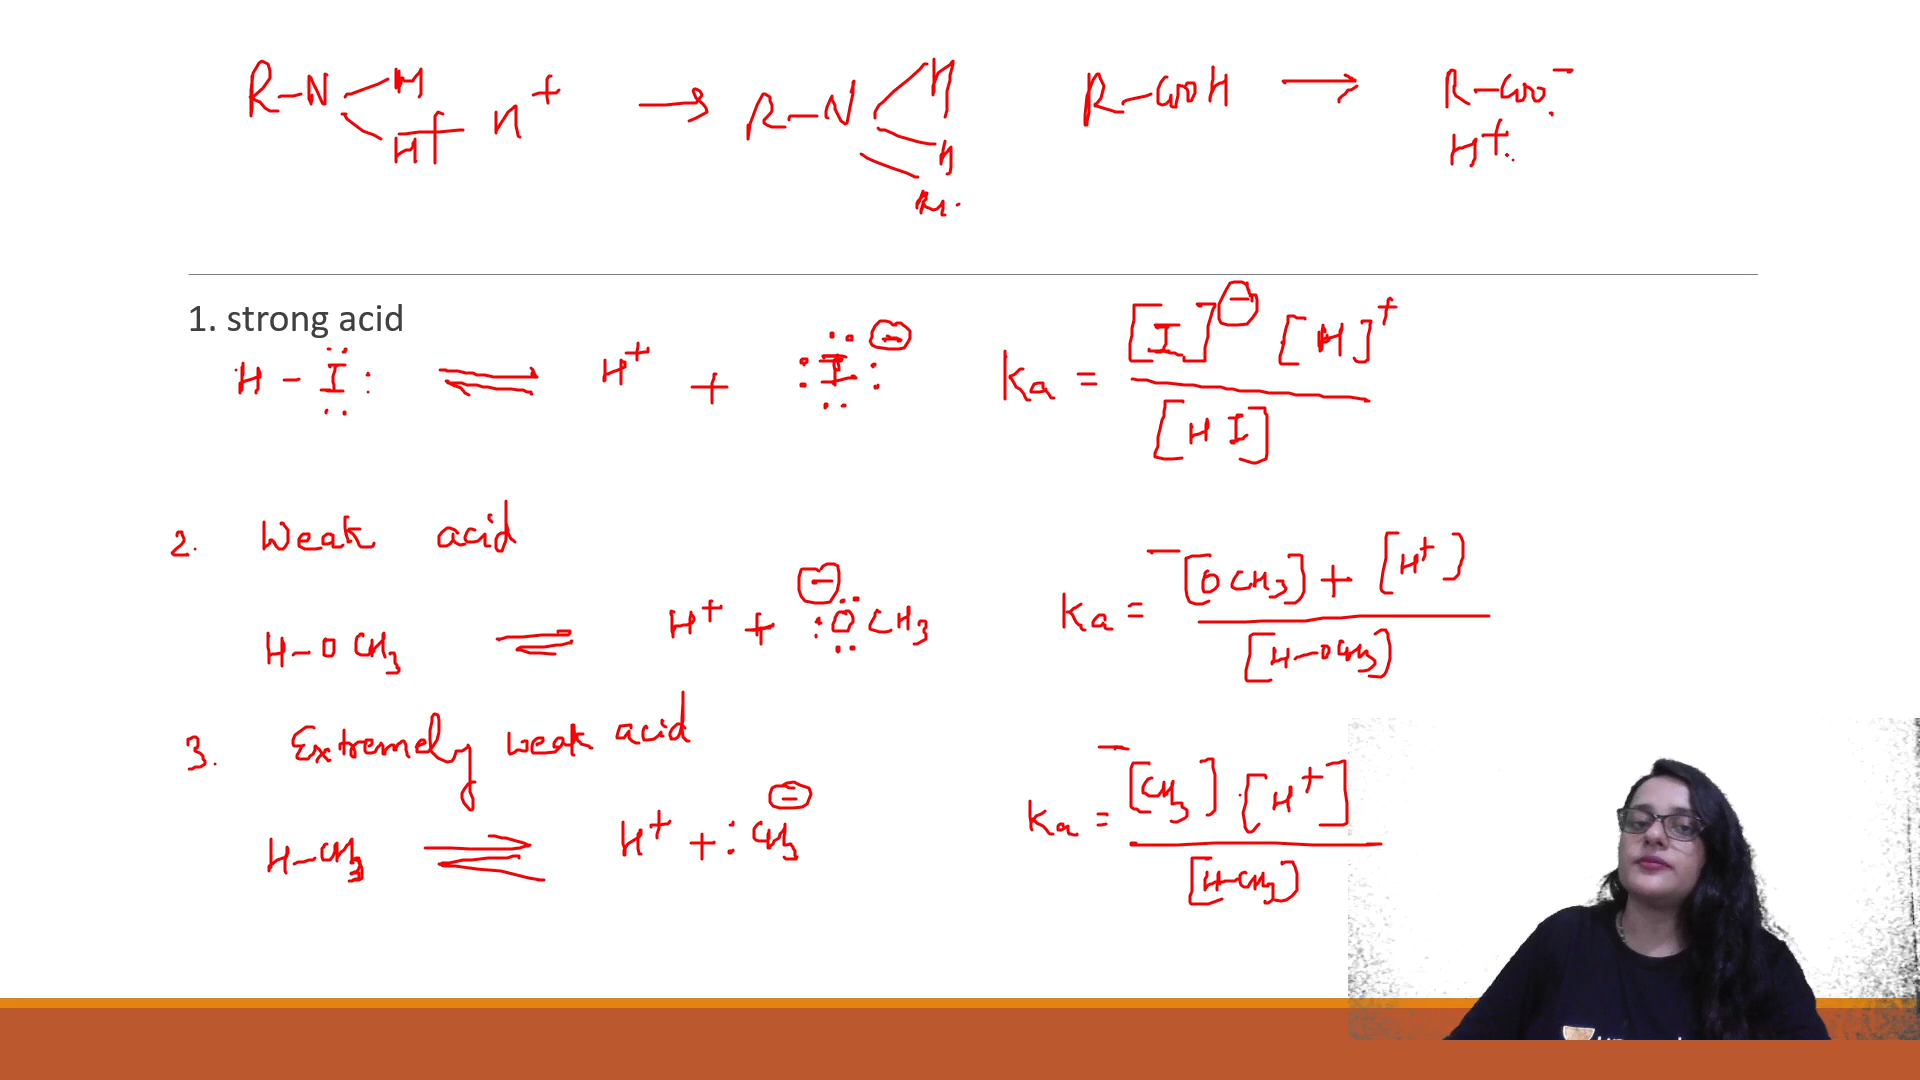 R-N H H + H+ → R-N H H H R-COOH → R-COO⁻ H⁺
1. strong acid
H - I : ⇌ H⁺ + : I : ⊖ Ka = [I]⊖ [H]⁺ / [HI]
2. Weak acid
H-OCH3 ⇌ H⁺ + ⊖ : OCH3 Ka = ⁻[OCH3] + [H⁺] / [H-OCH3]
3. Extremely weak acid
H-CH3 ⇌ H⁺ + : CH3 ⊖ Ka = ⁻[CH3] . [H⁺] / [H-CH3]